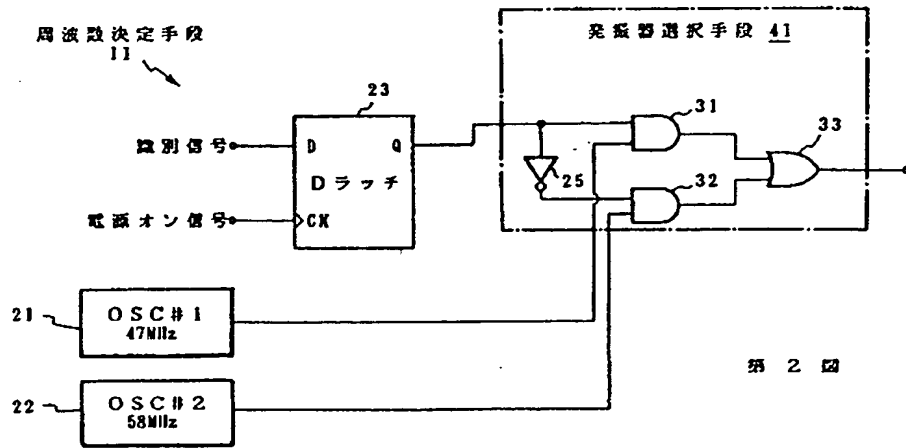 周波数決定手段
11
発振器選択手段 41
23
31
33
識別信号
D
Q
Dラッチ
25
32
電源オン信号
CK
21
OSC#1
47MHz
第2図
22
OSC#2
58MHz